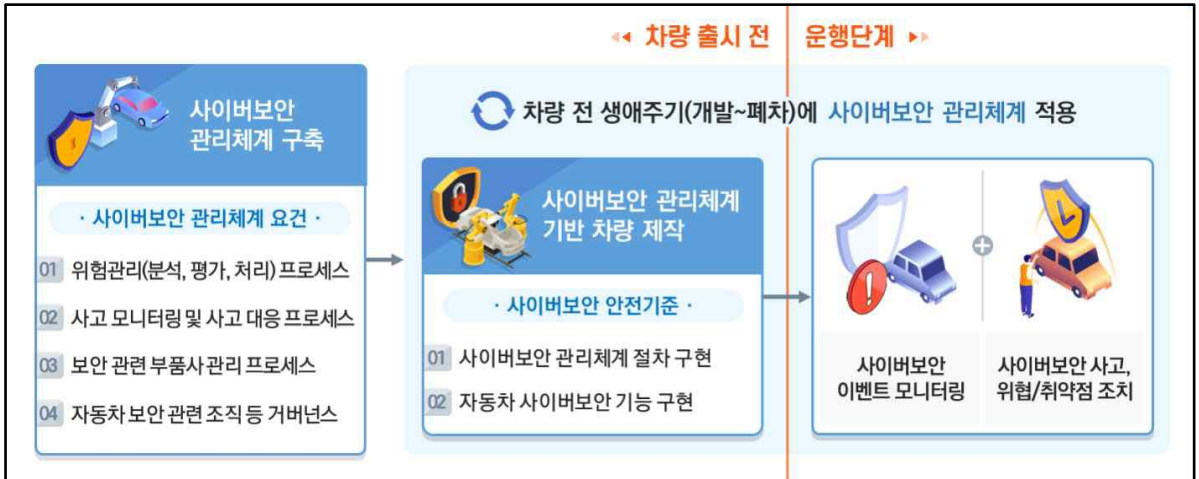 ◀◀ 차량 출시 전
운행단계 ▶▶
사이버보안
관리체계 구축
· 사이버보안 관리체계 요건 ·
01 위험관리(분석, 평가, 처리) 프로세스
02 사고 모니터링 및 사고 대응 프로세스
03 보안 관련 부품사 관리 프로세스
04 자동차 보안 관련 조직 등 거버넌스
차량 전 생애주기(개발~폐차)에 사이버보안 관리체계 적용
사이버보안 관리체계
기반 차량 제작
· 사이버보안 안전기준 ·
01 사이버보안 관리체계 절차 구현
02 자동차 사이버보안 기능 구현
사이버보안
이벤트 모니터링
사이버보안 사고,
위협/취약점 조치